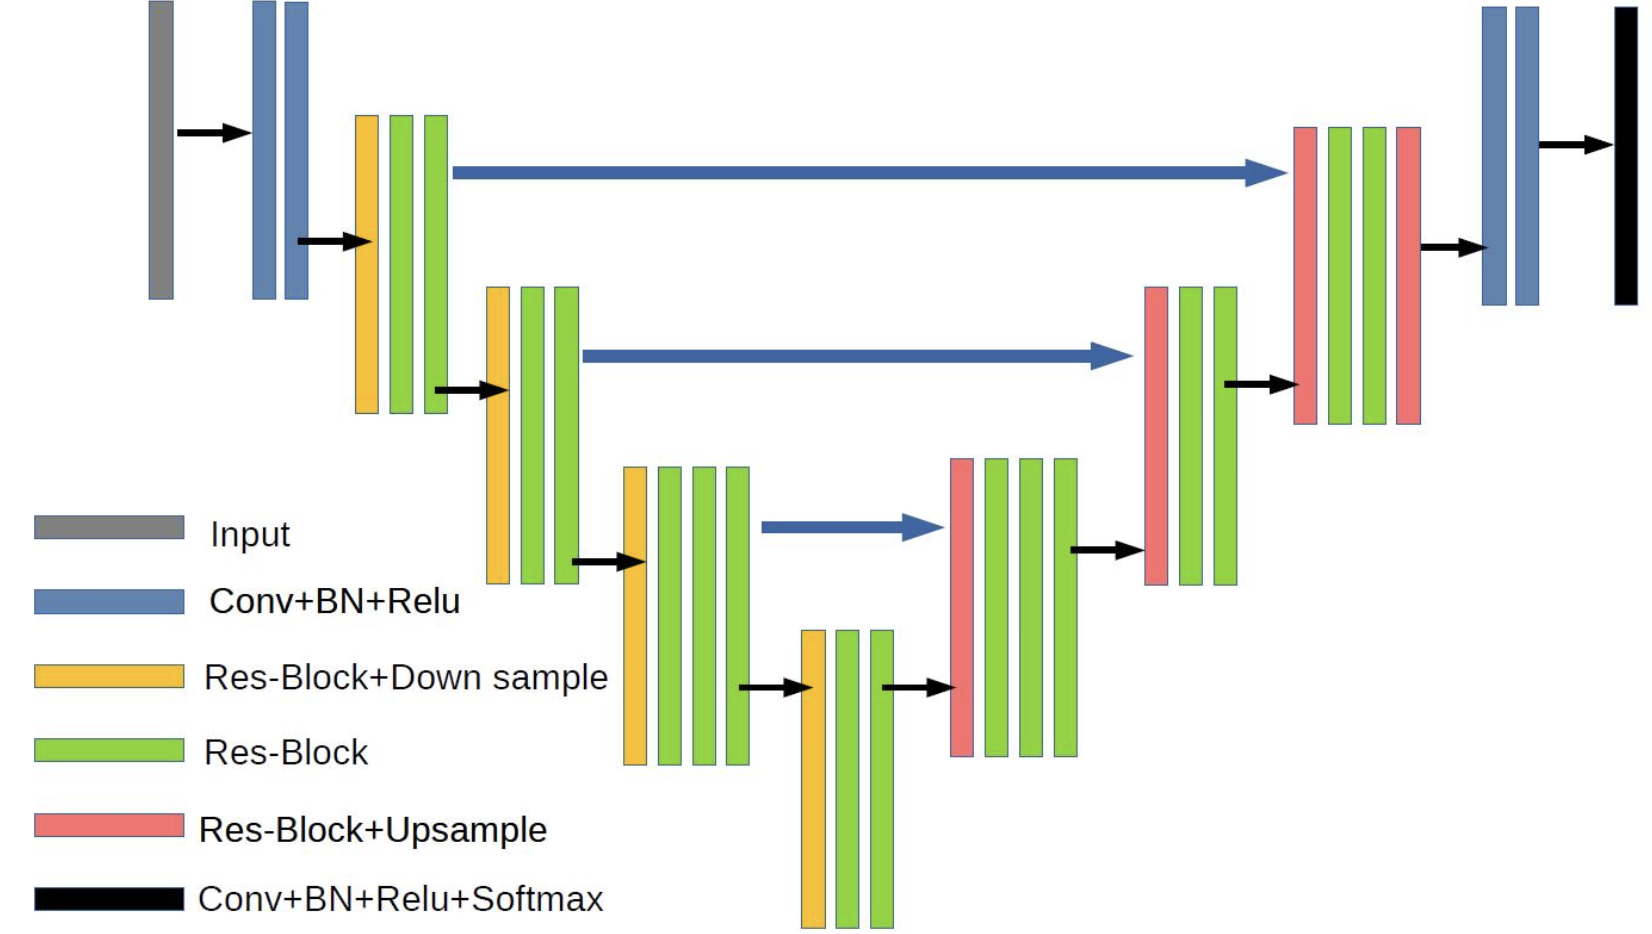 Input
Conv+BN+Relu
Res-Block+Down sample
Res-Block
Res-Block+Upsample
Conv+BN+Relu+Softmax